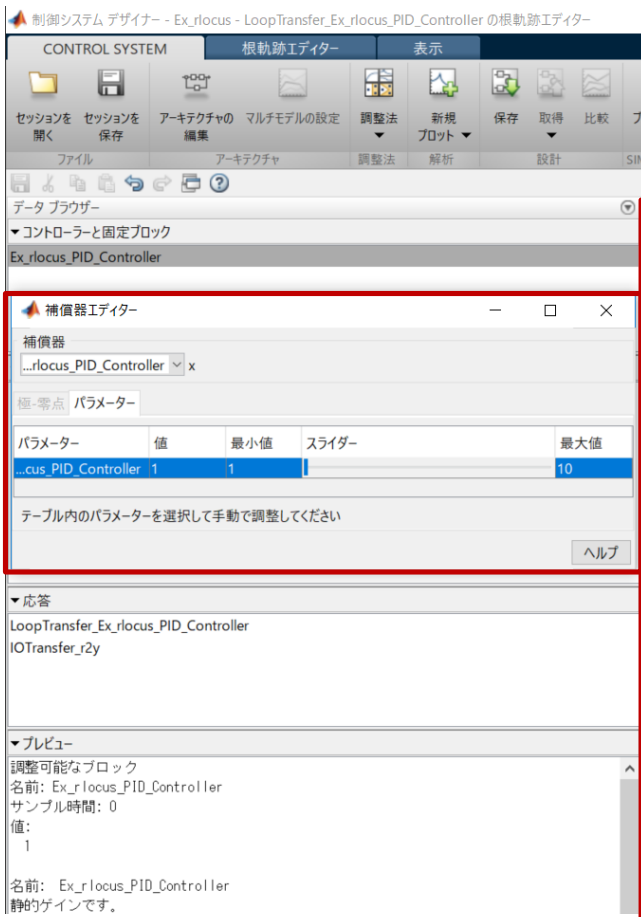 制御システム デザイナー - Ex_rlocus - LoopTransfer_Ex_rlocus_PID_Controller の根軌跡エディター
CONTROL SYSTEM 根軌跡エディター 表示
セッションを開く セッションを保存 アーキテクチャの編集 マルチモデルの設定 調整法 新規プロット 保存 取得 比較
ファイル アーキテクチャ 調整法 解析 設計 SIN
データ ブラウザー
コントローラーと固定ブロック
Ex_rlocus_PID_Controller
補償器エディター
補償器
...rlocus_PID_Controller x
極-零点 パラメーター
パラメーター 値 最小値 スライダー 最大値
...cus_PID_Controller 1 1 10
テーブル内のパラメーターを選択して手動で調整してください
ヘルプ
応答
LoopTransfer_Ex_rlocus_PID_Controller
IOTransfer_r2y
プレビュー
調整可能なブロック
名前: Ex_rlocus_PID_Controller
サンプル時間: 0
値:
1
名前: Ex_rlocus_PID_Controller
静的ゲインです。